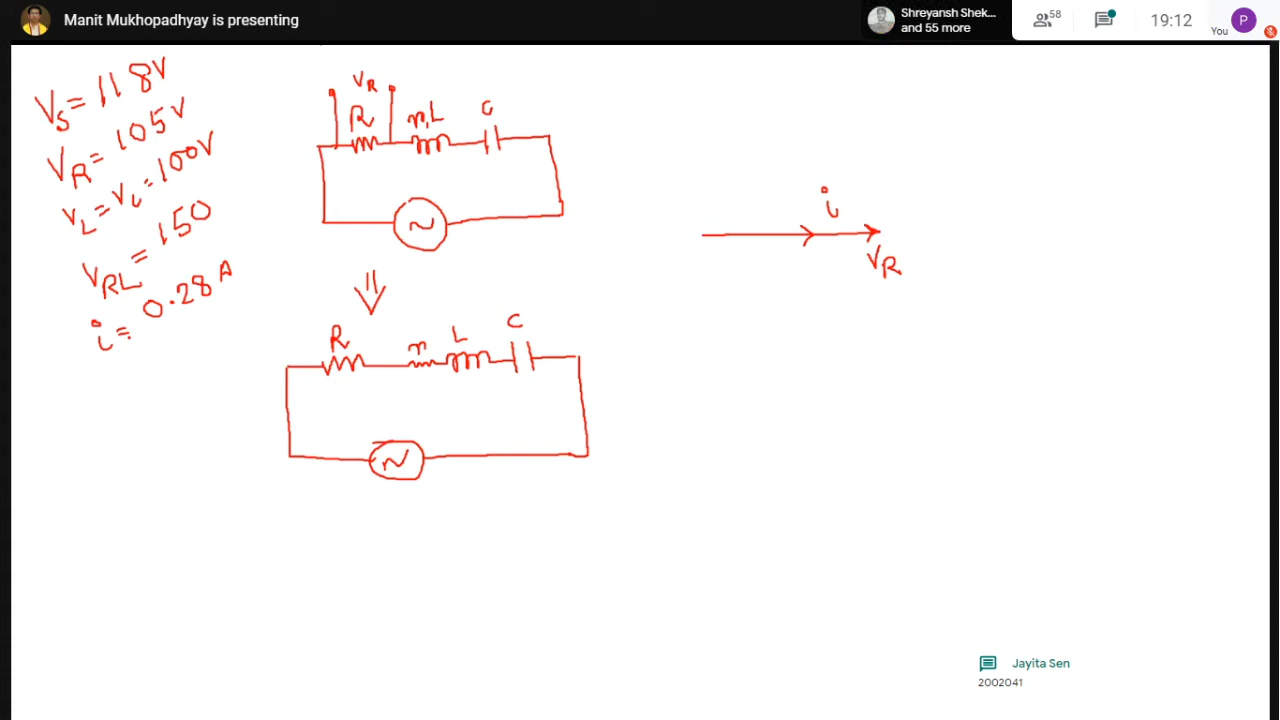 Manit Mukhopadhyay is presenting
Shreyansh Shek...
and 55 more
58
19:12
You
P
Vs = 118V
VR = 105V
VL = Vc = 100V
VRL = 150
i = 0.28A
VR
R
r,L
C
~
R
r
L
C
~
i
VR
Jayita Sen
2002041